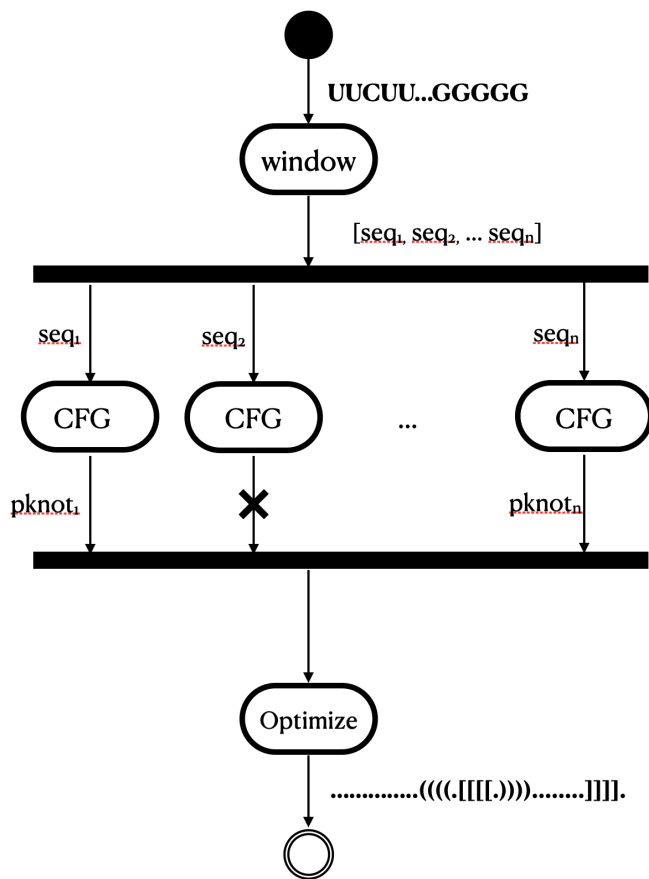 UUCUU...GGGGG
window
[seq₁, seq₂, ... seqₙ]
seq₁
seq₂
seqₙ
CFG
CFG
...
CFG
pknot₁
pknotₙ
Optimize
..............((((.[[[[.))))........]]]].